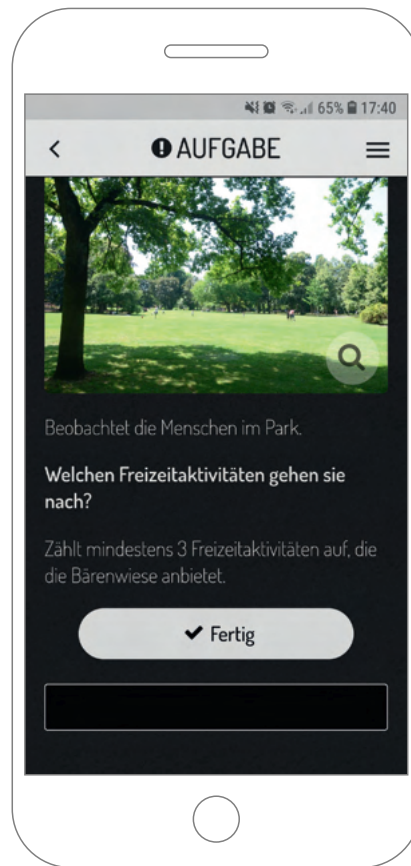 65% 17:40
AUFGABE
Beobachtet die Menschen im Park.
Welchen Freizeitaktivitäten gehen sie
nach?
Zählt mindestens 3 Freizeitaktivitäten auf, die
die Bärenwiese anbietet.
Fertig